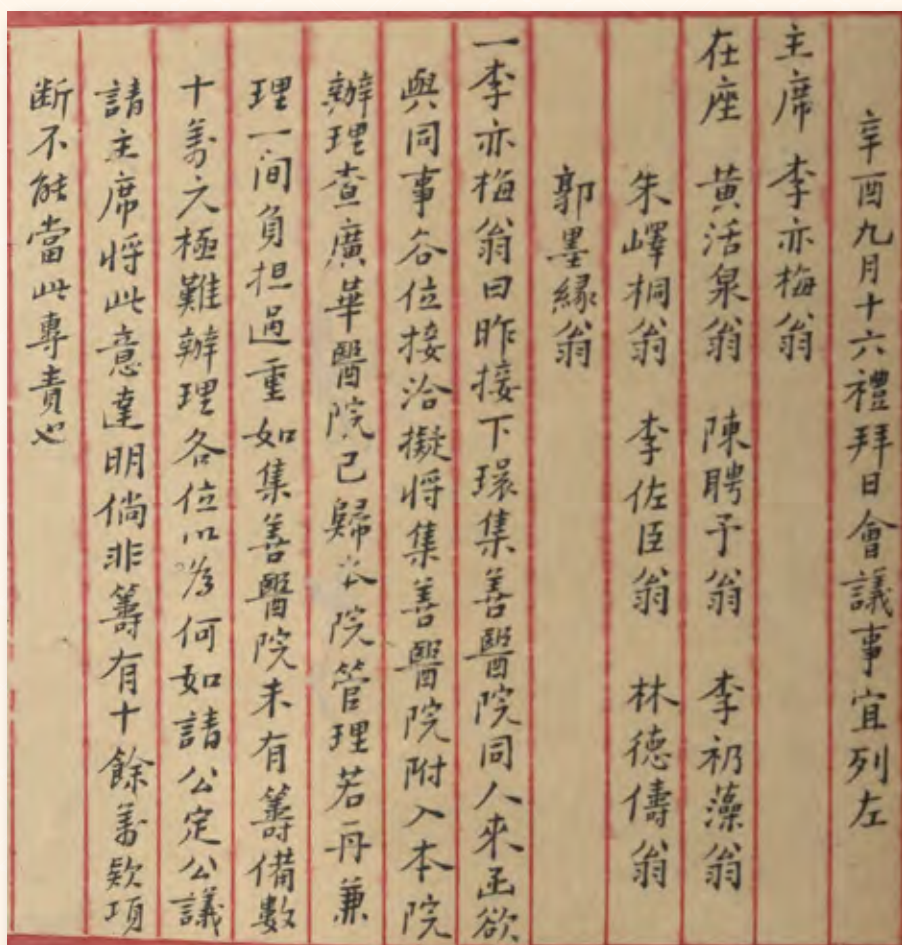 辛酉九月十六禮拜日會議事宜列左
主席 李亦梅翁
在座 黃活泉翁 陳聘予翁 李礽藻翁
朱嶧桐翁 李佐臣翁 林德儔翁
郭墨緣翁
一李亦梅翁曰昨接下環集善醫院同人來函欲
與同事各位接洽擬將集善醫院附入本院
辦理查廣華醫院已歸本院管理若再兼
理一间負担過重如集善醫院未有籌備數
十萬元極難辦理各位以為何如請公定公議
請主席將此意達明倘非籌有十餘萬欵項
断不能當此專責也